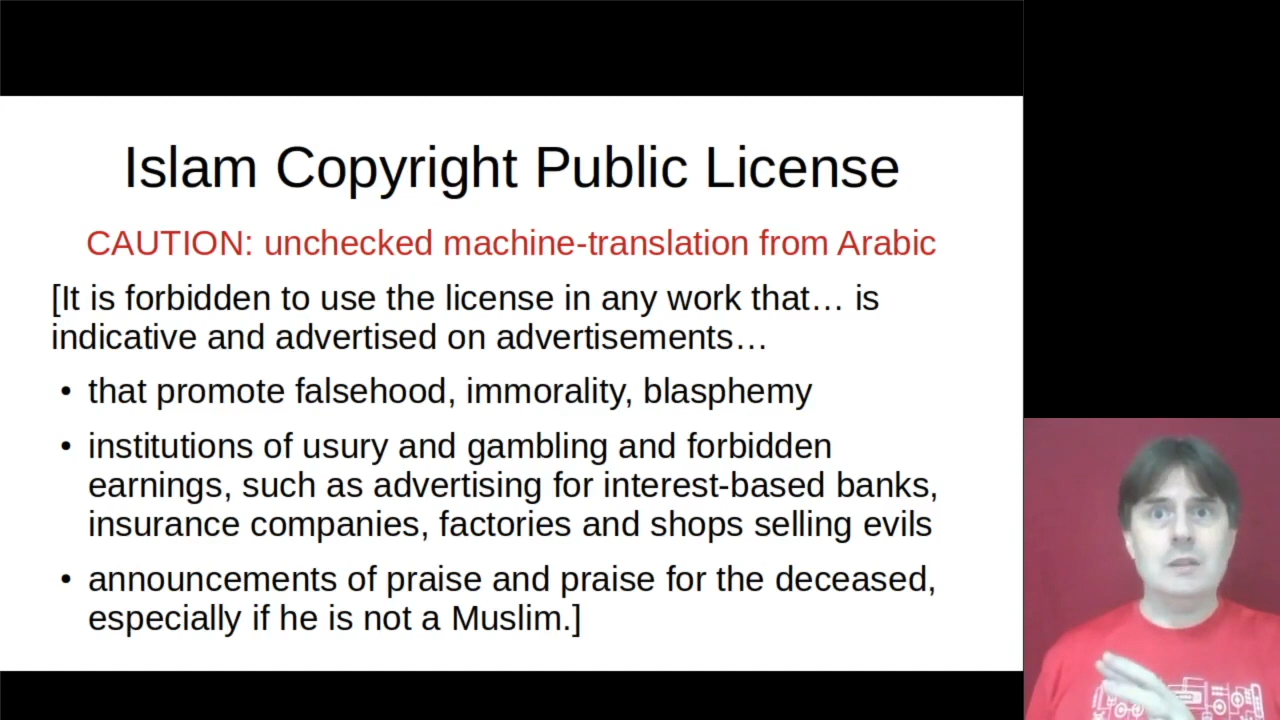 Islam Copyright Public License
CAUTION: unchecked machine-translation from Arabic
[It is forbidden to use the license in any work that… is
indicative and advertised on advertisements…
• that promote falsehood, immorality, blasphemy
• institutions of usury and gambling and forbidden
earnings, such as advertising for interest-based banks,
insurance companies, factories and shops selling evils
• announcements of praise and praise for the deceased,
especially if he is not a Muslim.]